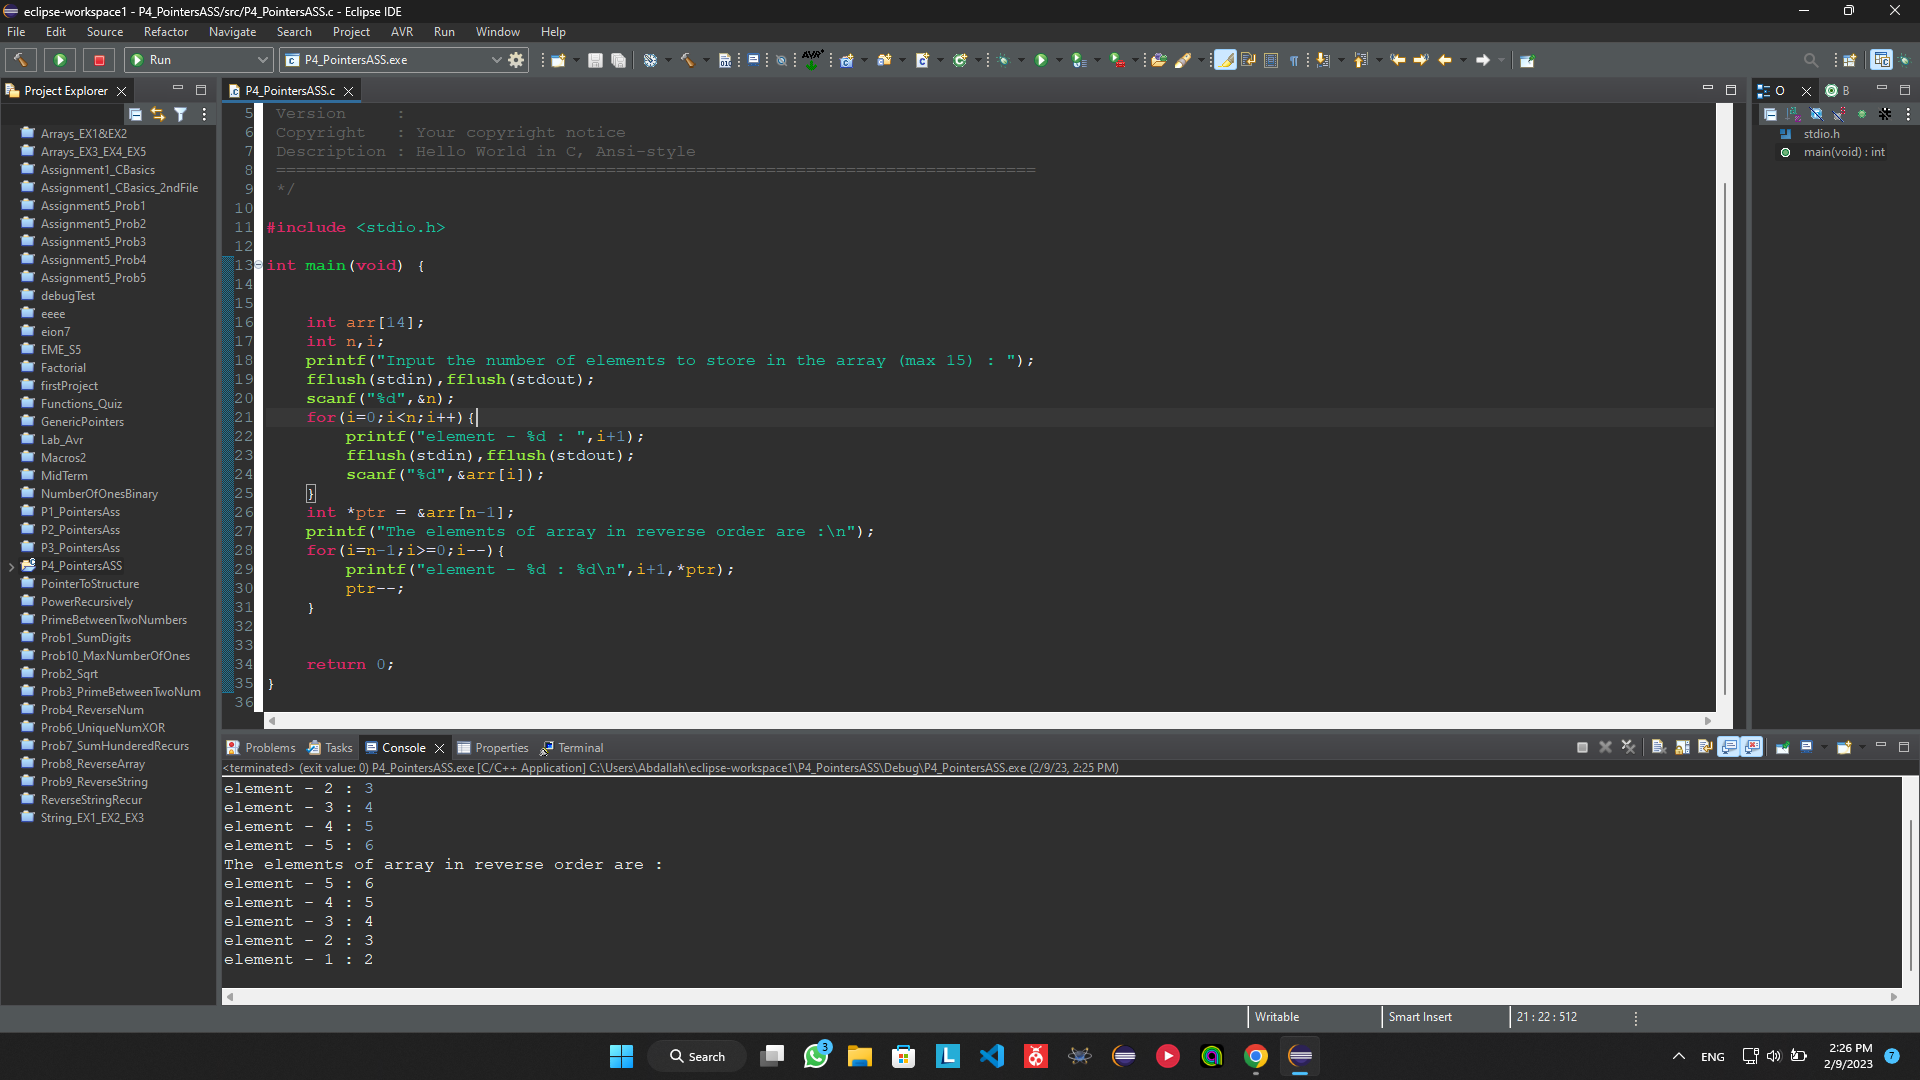 eclipse-workspace1 - P4_PointersASS/src/P4_PointersASS.c - Eclipse IDE
File Edit Source Refactor Navigate Search Project AVR Run Window Help
Run P4_PointersASS.exe
Project Explorer
Arrays_EX1&EX2
Arrays_EX3_EX4_EX5
Assignment1_CBasics
Assignment1_CBasics_2ndFile
Assignment5_Prob1
Assignment5_Prob2
Assignment5_Prob3
Assignment5_Prob4
Assignment5_Prob5
debugTest
eeee
eion7
EME_S5
Factorial
firstProject
Functions_Quiz
GenericPointers
Lab_Avr
Macros2
MidTerm
NumberOfOnesBinary
P1_PointersAss
P2_PointersAss
P3_PointersAss
P4_PointersASS
PointerToStructure
PowerRecursively
PrimeBetweenTwoNumbers
Prob1_SumDigits
Prob10_MaxNumberOfOnes
Prob2_Sqrt
Prob3_PrimeBetweenTwoNum
Prob4_ReverseNum
Prob6_UniqueNumXOR
Prob7_SumHunderedRecurs
Prob8_ReverseArray
Prob9_ReverseString
ReverseStringRecur
String_EX1_EX2_EX3
P4_PointersASS.c
5 Version :
6 Copyright : Your copyright notice
7 Description : Hello World in C, Ansi-style
8 ============================================================================
9 */
10
11 #include <stdio.h>
12
13 int main(void) {
14
15
16 int arr[14];
17 int n,i;
18 printf("Input the number of elements to store in the array (max 15) : ");
19 fflush(stdin),fflush(stdout);
20 scanf("%d",&n);
21 for(i=0;i<n;i++){
22 printf("element - %d : ",i+1);
23 fflush(stdin),fflush(stdout);
24 scanf("%d",&arr[i]);
25 }
26 int *ptr = &arr[n-1];
27 printf("The elements of array in reverse order are :\n");
28 for(i=n-1;i>=0;i--){
29 printf("element - %d : %d\n",i+1,*ptr);
30 ptr--;
31 }
32
33
34 return 0;
35 }
36
O B
stdio.h
main(void) : int
Problems Tasks Console Properties Terminal
<terminated> (exit value: 0) P4_PointersASS.exe [C/C++ Application] C:\Users\Abdallah\eclipse-workspace1\P4_PointersASS\Debug\P4_PointersASS.exe (2/9/23, 2:25 PM)
element - 2 : 3
element - 3 : 4
element - 4 : 5
element - 5 : 6
The elements of array in reverse order are :
element - 5 : 6
element - 4 : 5
element - 3 : 4
element - 2 : 3
element - 1 : 2
Writable Smart Insert 21 : 22 : 512
Search 3 L ENG 2:26 PM 7
2/9/2023